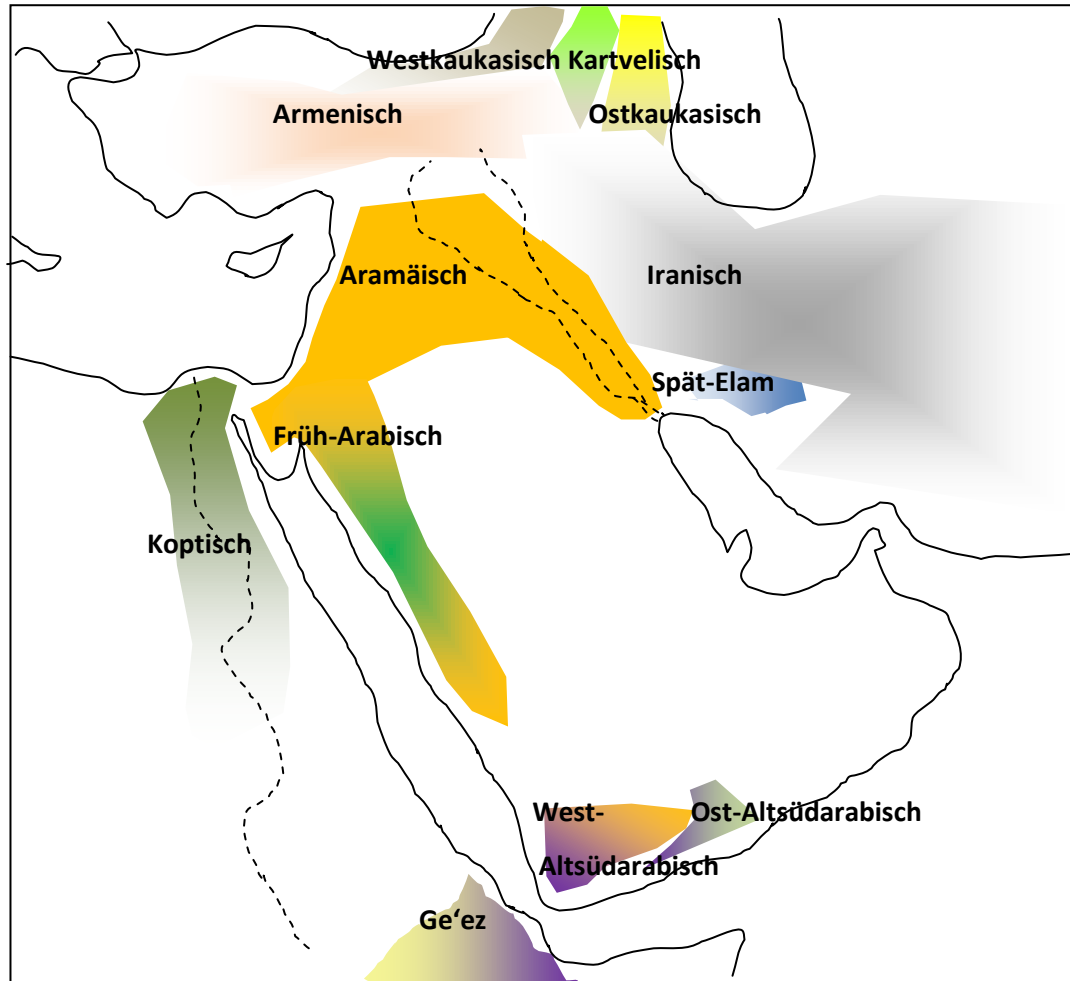 Westkaukasisch Kartvelisch
Armenisch
Ostkaukasisch
Aramäisch
Iranisch
Spät-Elam
Früh-Arabisch
Koptisch
West-
Altsüdarabisch
Ost-Altsüdarabisch
Ge‘ez